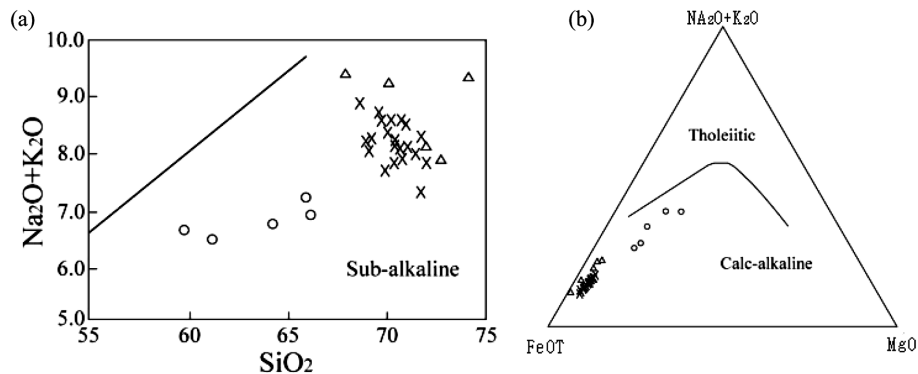 (a)
Na₂O+K₂O
10.0
9.0
8.0
7.0
6.0
5.0
55
60
65
70
75
SiO₂
Sub-alkaline
(b)
NA₂O+K₂O
Tholeiitic
Calc-alkaline
FeOT
MgO